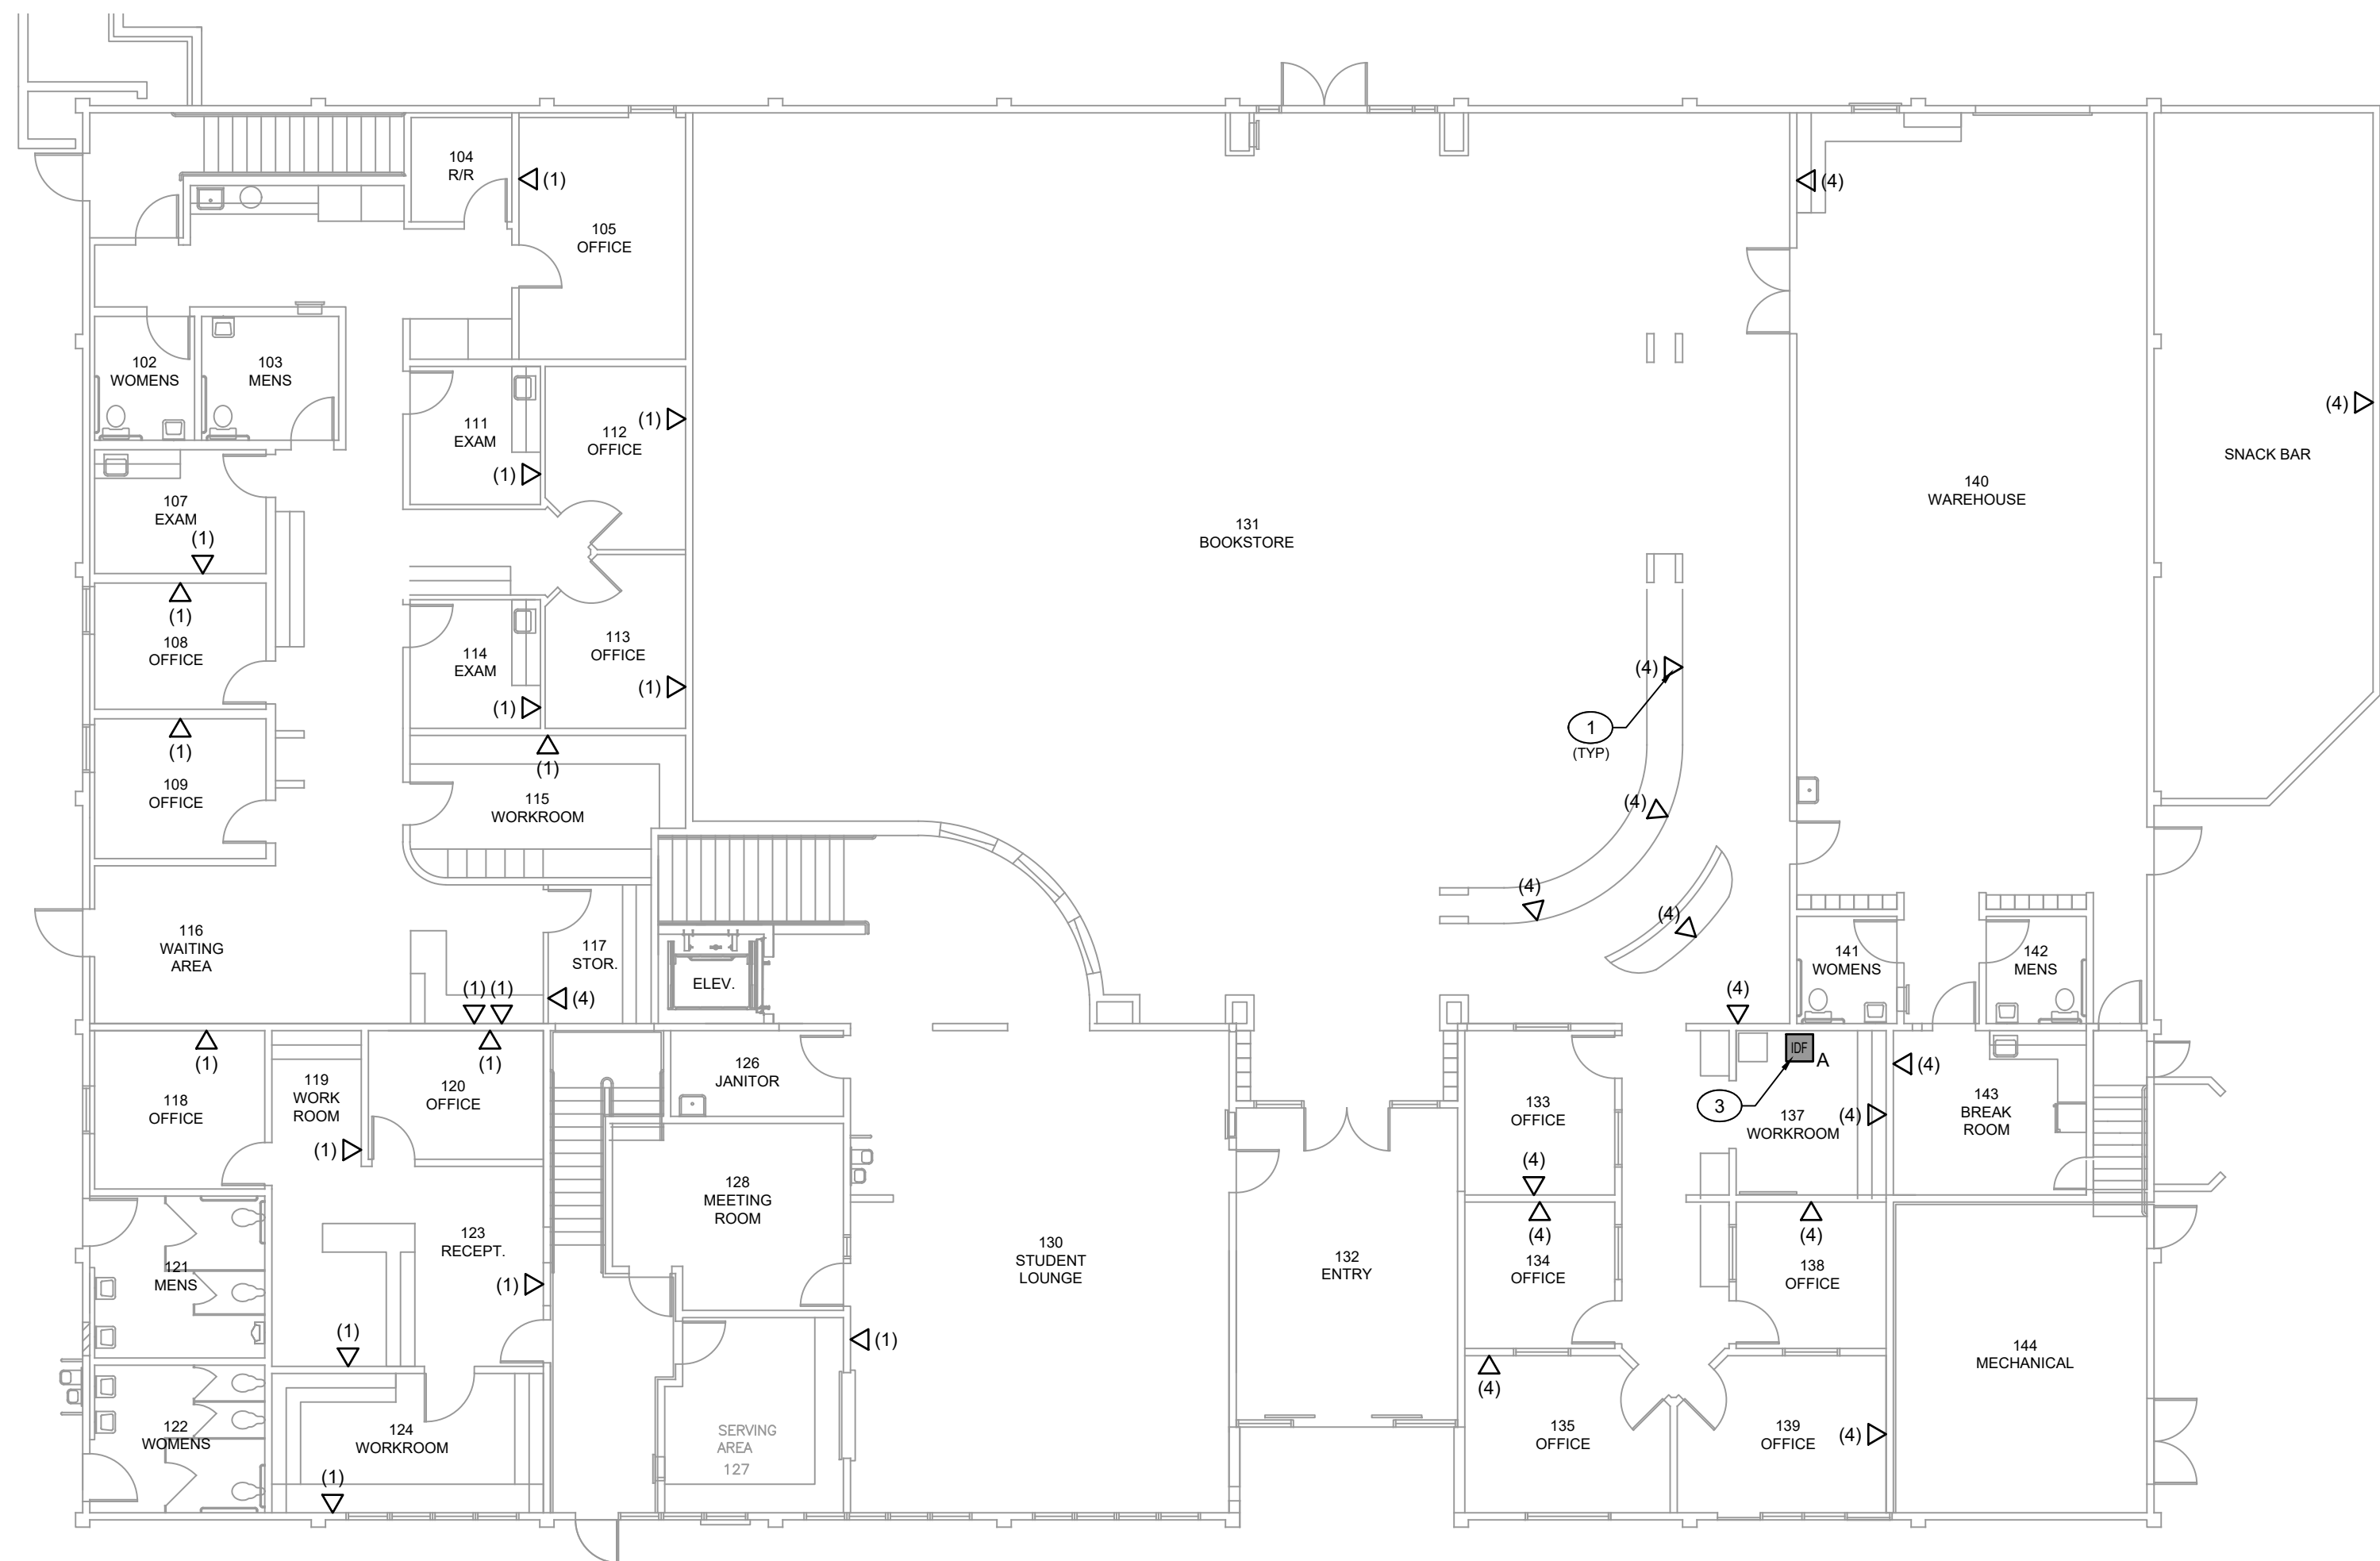 104
R/R
(1)
(4)
105
OFFICE
102
WOMENS
103
MENS
(4)
111
EXAM
(1)
112
OFFICE
(1)
SNACK BAR
140
WAREHOUSE
107
EXAM
(1)
131
BOOKSTORE
(1)
108
OFFICE
114
EXAM
(1)
113
OFFICE
(1)
(4)
1
(TYP)
(1)
109
OFFICE
(1)
115
WORKROOM
(4)
(4)
(4)
116
WAITING
AREA
117
STOR.
ELEV.
141
WOMENS
142
MENS
(1)
(1)
(4)
(4)
(1)
118
OFFICE
119
WORK
ROOM
(1)
(1)
120
OFFICE
126
JANITOR
133
OFFICE
(4)
IDF
A
3
137
WORKROOM
(4)
(4)
143
BREAK
ROOM
128
MEETING
ROOM
123
RECEPT.
(1)
121
MENS
130
STUDENT
LOUNGE
132
ENTRY
(4)
134
OFFICE
(4)
138
OFFICE
(1)
(1)
144
MECHANICAL
(4)
122
WOMENS
124
WORKROOM
(1)
SERVING
AREA
127
135
OFFICE
139
OFFICE
(4)